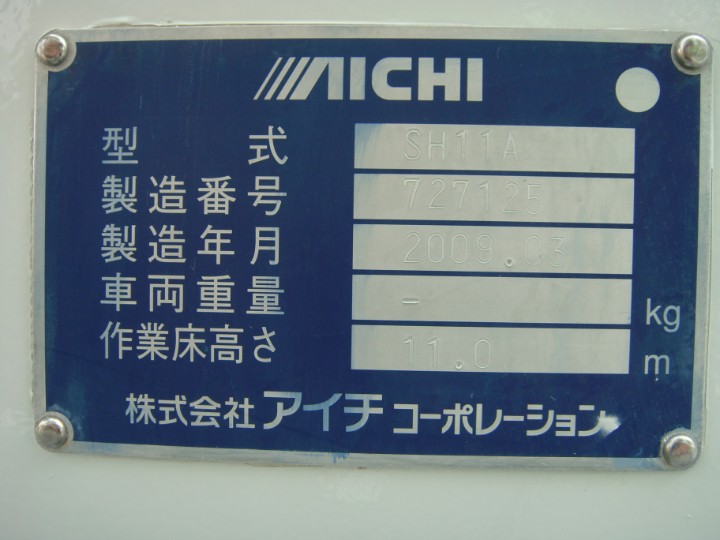 AICHI
型 式 SH11A
製造番号 727125
製造年月 2009.03
車両重量 - kg
作業床高さ 11.0 m
株式会社 アイチ コーポレーション